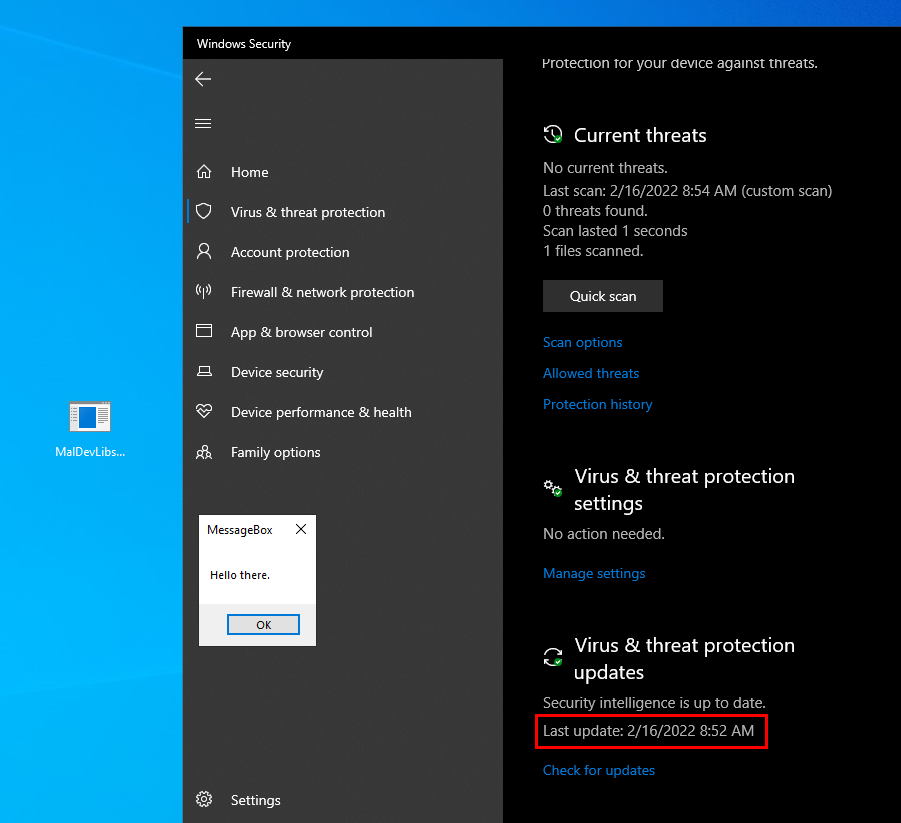 Windows Security
Protection for your device against threats.
Home
Virus & threat protection
Account protection
Firewall & network protection
App & browser control
Device security
Device performance & health
Family options
Settings
Current threats
No current threats.
Last scan: 2/16/2022 8:54 AM (custom scan)
0 threats found.
Scan lasted 1 seconds
1 files scanned.
Quick scan
Scan options
Allowed threats
Protection history
Virus & threat protection
settings
No action needed.
Manage settings
Virus & threat protection
updates
Security intelligence is up to date.
Last update: 2/16/2022 8:52 AM
Check for updates
MalDevLibs...
MessageBox
Hello there.
OK